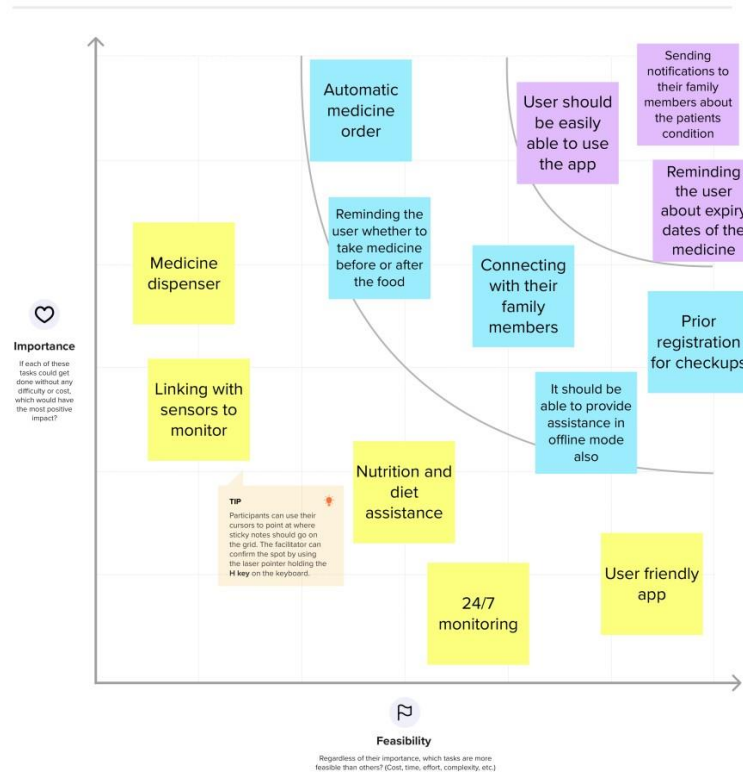 Sending
notifications to
their family
members about
the patients
condition
Automatic
medicine
order
User should
be easily
able to use
the app
Reminding
the user
about expiry
dates of the
medicine
Reminding the
user whether to
take medicine
before or after
the food
Medicine
dispenser
Connecting
with their
family
members
Prior
registration
for checkups
Importance
If each of these
tasks could get
done without any
difficulty or cost,
which would have
the most positive
impact?
Linking with
sensors to
monitor
It should be
able to provide
assistance in
offline mode
also
Nutrition and
diet
assistance
TIP
Participants can use their
cursors to point at where
sticky notes should go on
the grid. The facilitator can
confirm the spot by using
the laser pointer holding the
H key on the keyboard.
24/7
monitoring
User friendly
app
Feasibility
Regardless of their importance, which tasks are more
feasible than others? (Cost, time, effort, complexity, etc.)